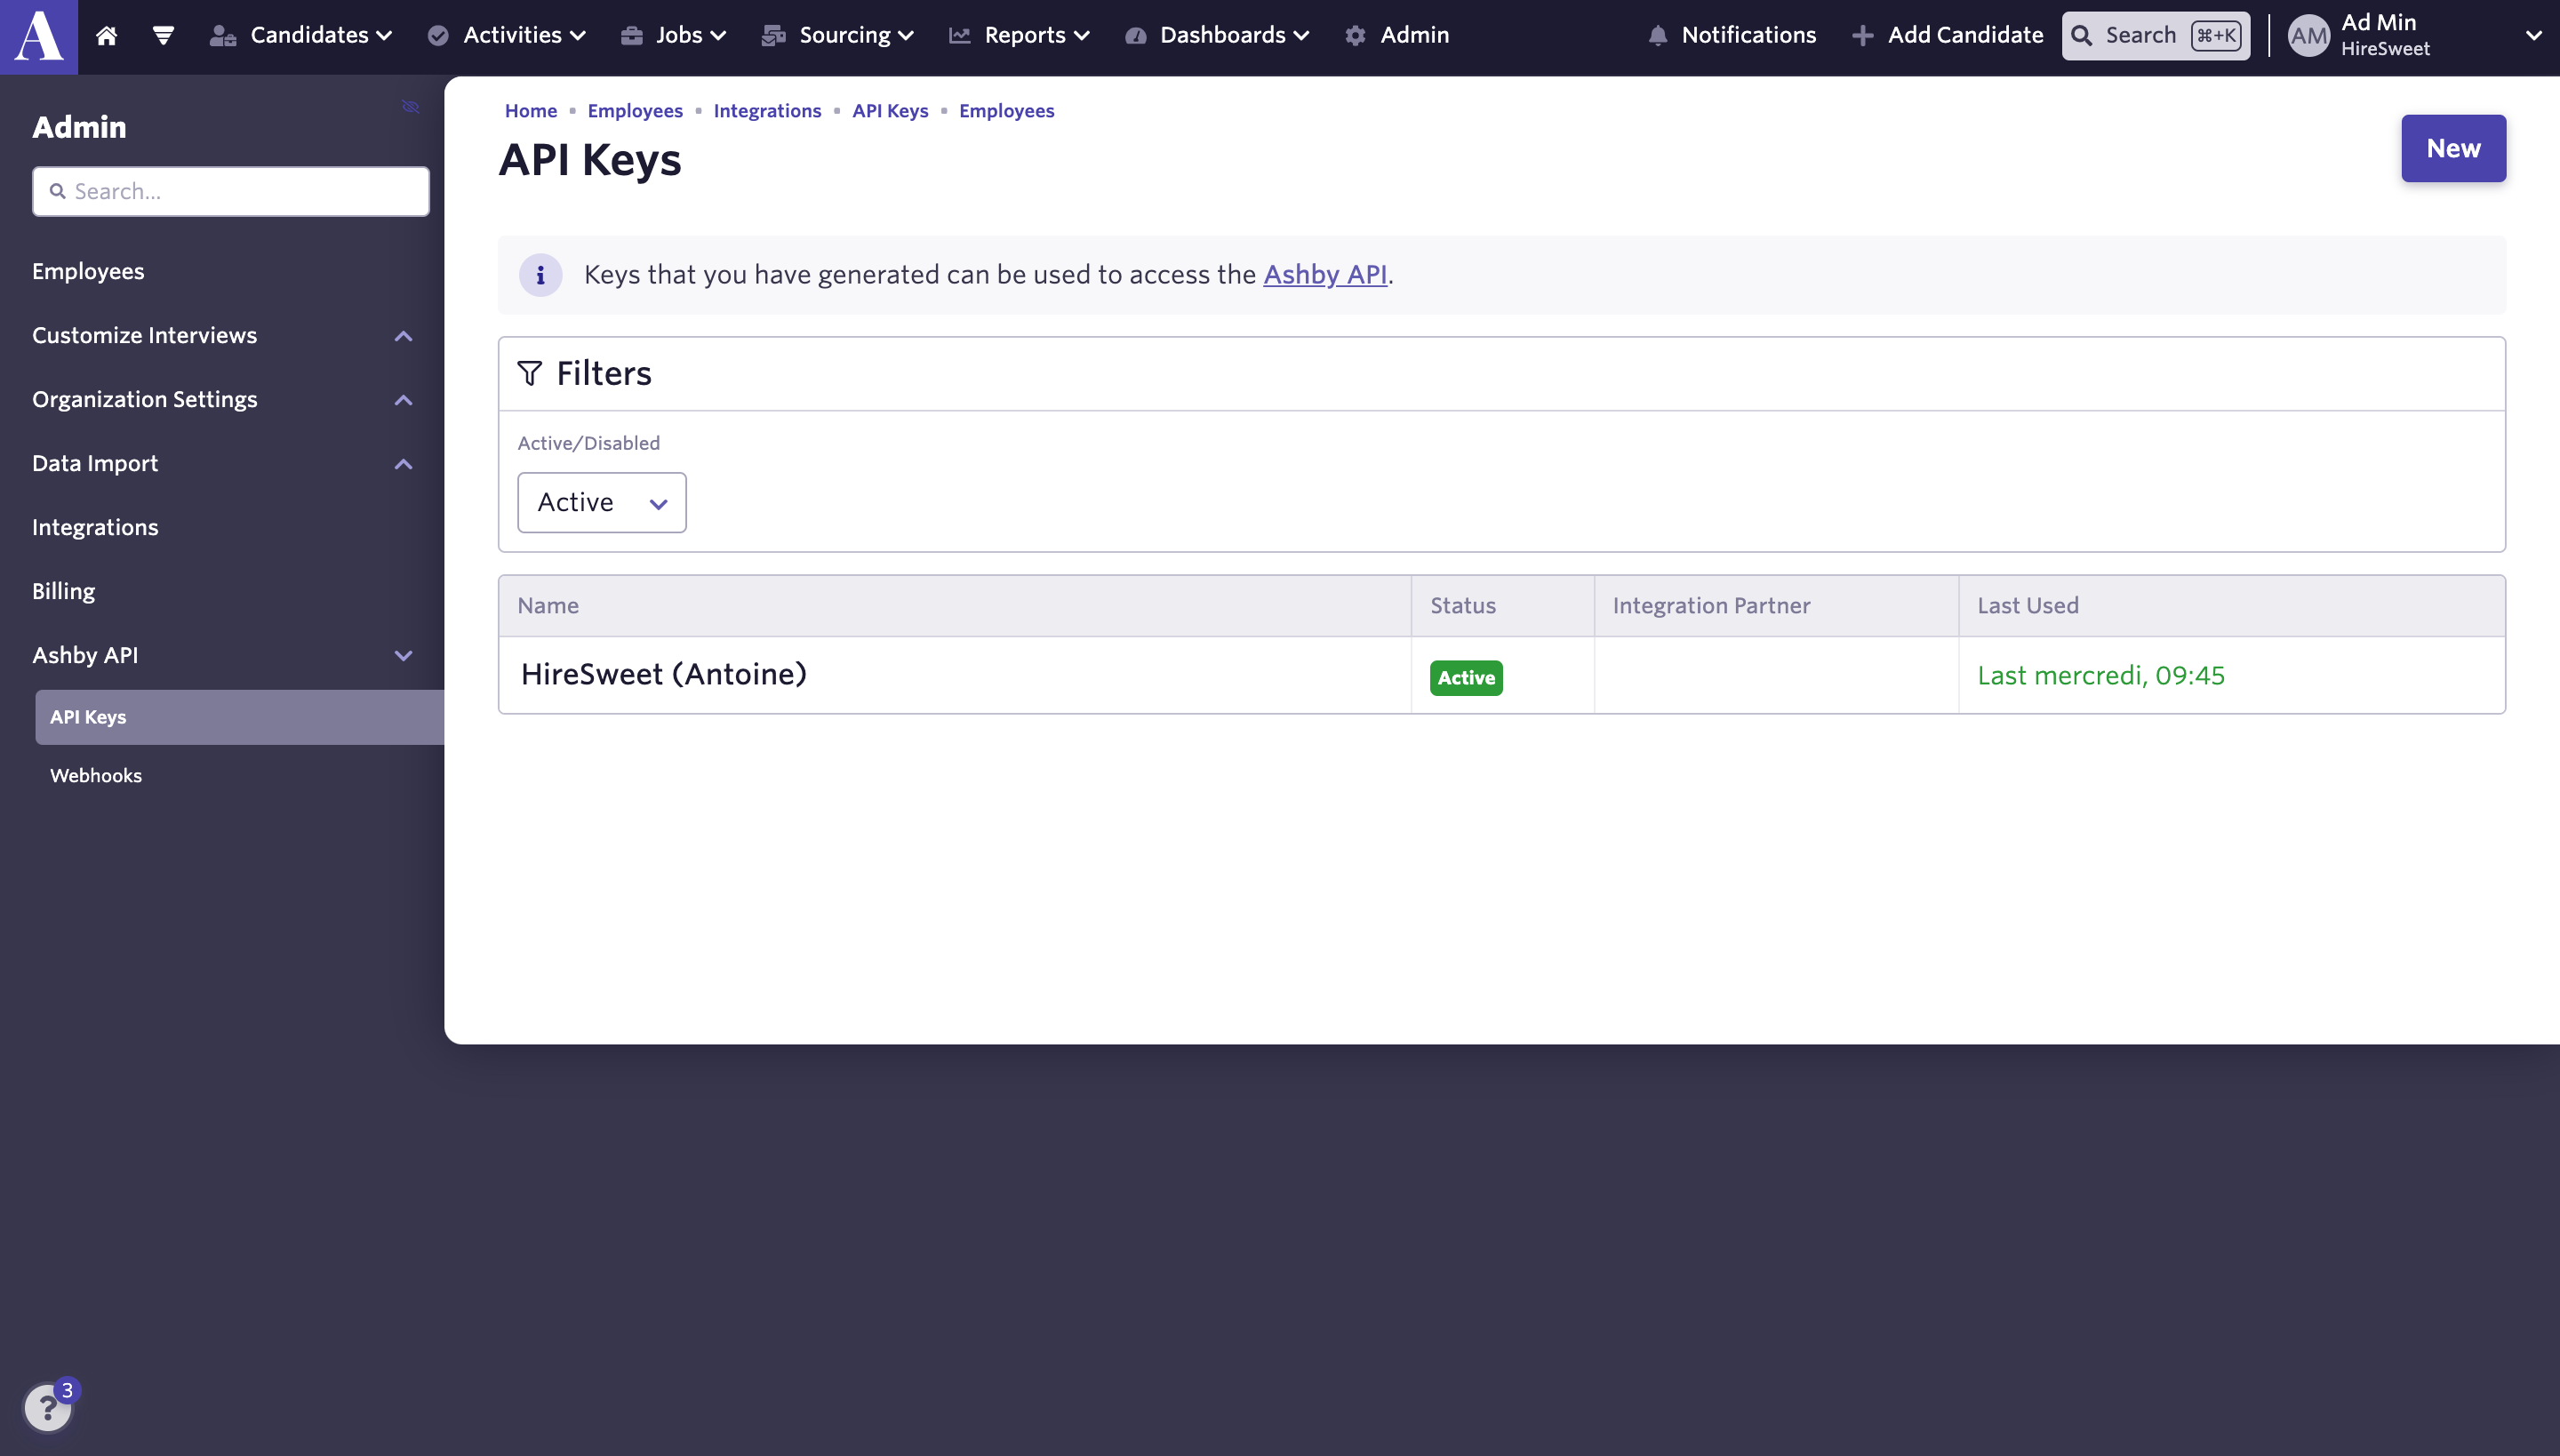 A
Candidates
Activities
Jobs
Sourcing
Reports
Dashboards
Admin
Notifications
Add Candidate
Search ⌘+K
AM
Ad Min
HireSweet
Admin
Search...
Employees
Customize Interviews
Organization Settings
Data Import
Integrations
Billing
Ashby API
API Keys
Webhooks
? 3
Home ▪ Employees ▪ Integrations ▪ API Keys ▪ Employees
API Keys
New
Keys that you have generated can be used to access the Ashby API.
Filters
Active/Disabled
Active
Name Status Integration Partner Last Used
HireSweet (Antoine) Active Last mercredi, 09:45